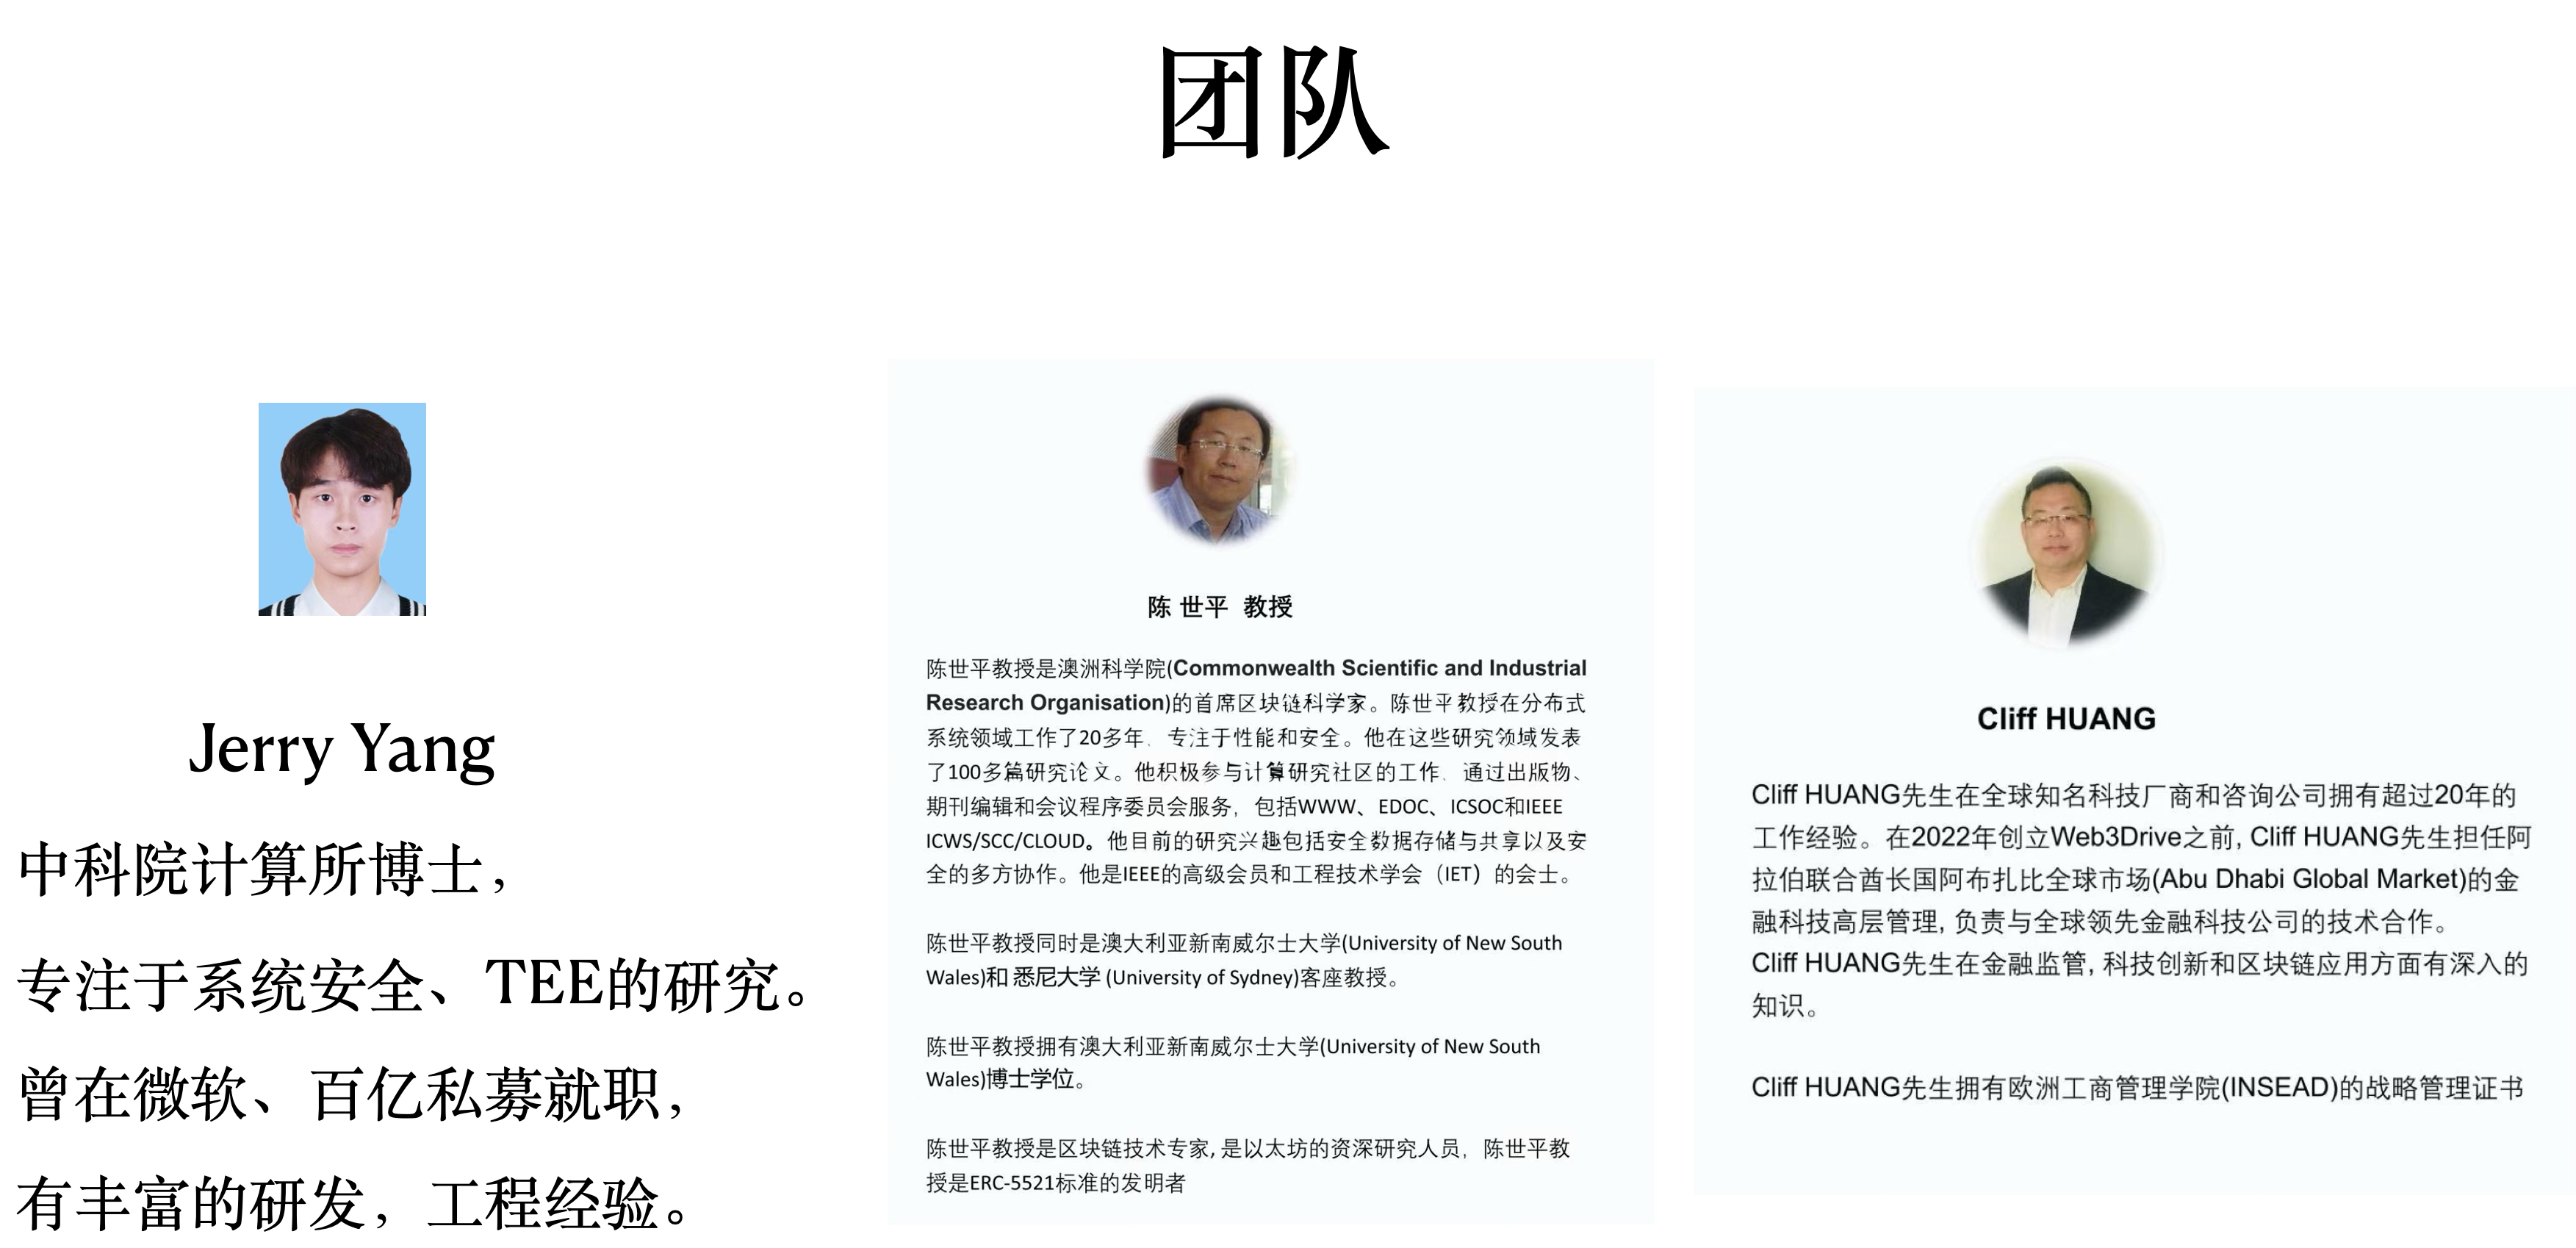 团队
Jerry Yang
中科院计算所博士,
专注于系统安全、TEE的研究。
曾在微软、百亿私募就职,
有丰富的研发，工程经验。
陈 世平 教授
陈世平教授是澳洲科学院(Commonwealth Scientific and Industrial
Research Organisation)的首席区块链科学家。陈世平教授在分布式
系统领域工作了20多年，专注于性能和安全。他在这些研究领域发表
了100多篇研究论文。他积极参与计算研究社区的工作，通过出版物、
期刊编辑和会议程序委员会服务，包括WWW、EDOC、ICSOC和IEEE
ICWS/SCC/CLOUD。他目前的研究兴趣包括安全数据存储与共享以及安
全的多方协作。他是IEEE的高级会员和工程技术学会（IET）的会士。
陈世平教授同时是澳大利亚新南威尔士大学(University of New South
Wales)和 悉尼大学 (University of Sydney)客座教授。
陈世平教授拥有澳大利亚新南威尔士大学(University of New South
Wales)博士学位。
陈世平教授是区块链技术专家, 是以太坊的资深研究人员，陈世平教
授是ERC-5521标准的发明者
Cliff HUANG
Cliff HUANG先生在全球知名科技厂商和咨询公司拥有超过20年的
工作经验。在2022年创立Web3Drive之前, Cliff HUANG先生担任阿
拉伯联合酋长国阿布扎比全球市场(Abu Dhabi Global Market)的金
融科技高层管理, 负责与全球领先金融科技公司的技术合作。
Cliff HUANG先生在金融监管, 科技创新和区块链应用方面有深入的
知识。
Cliff HUANG先生拥有欧洲工商管理学院(INSEAD)的战略管理证书